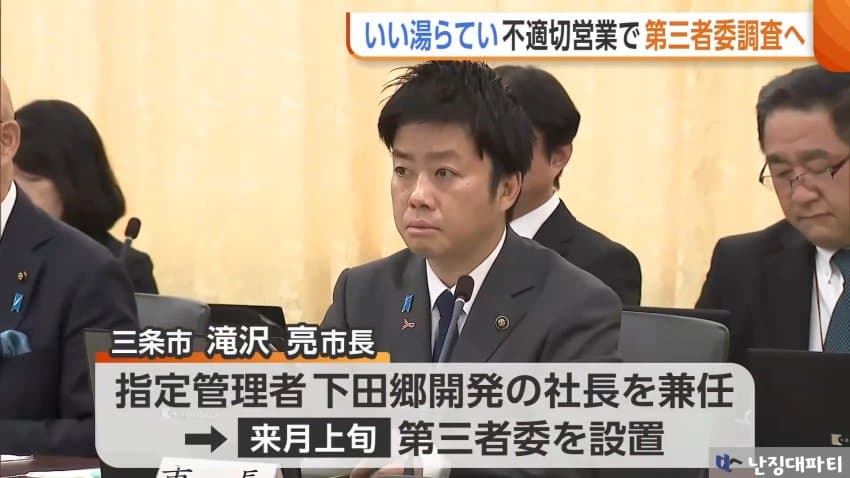 いい湯らてい 不適切営業で 第三者委調査へ
三条市 滝沢 亮市長
指定管理者 下田郷開発の社長を兼任
➡ 来月上旬 第三者委を設置
市 長
난징대파티